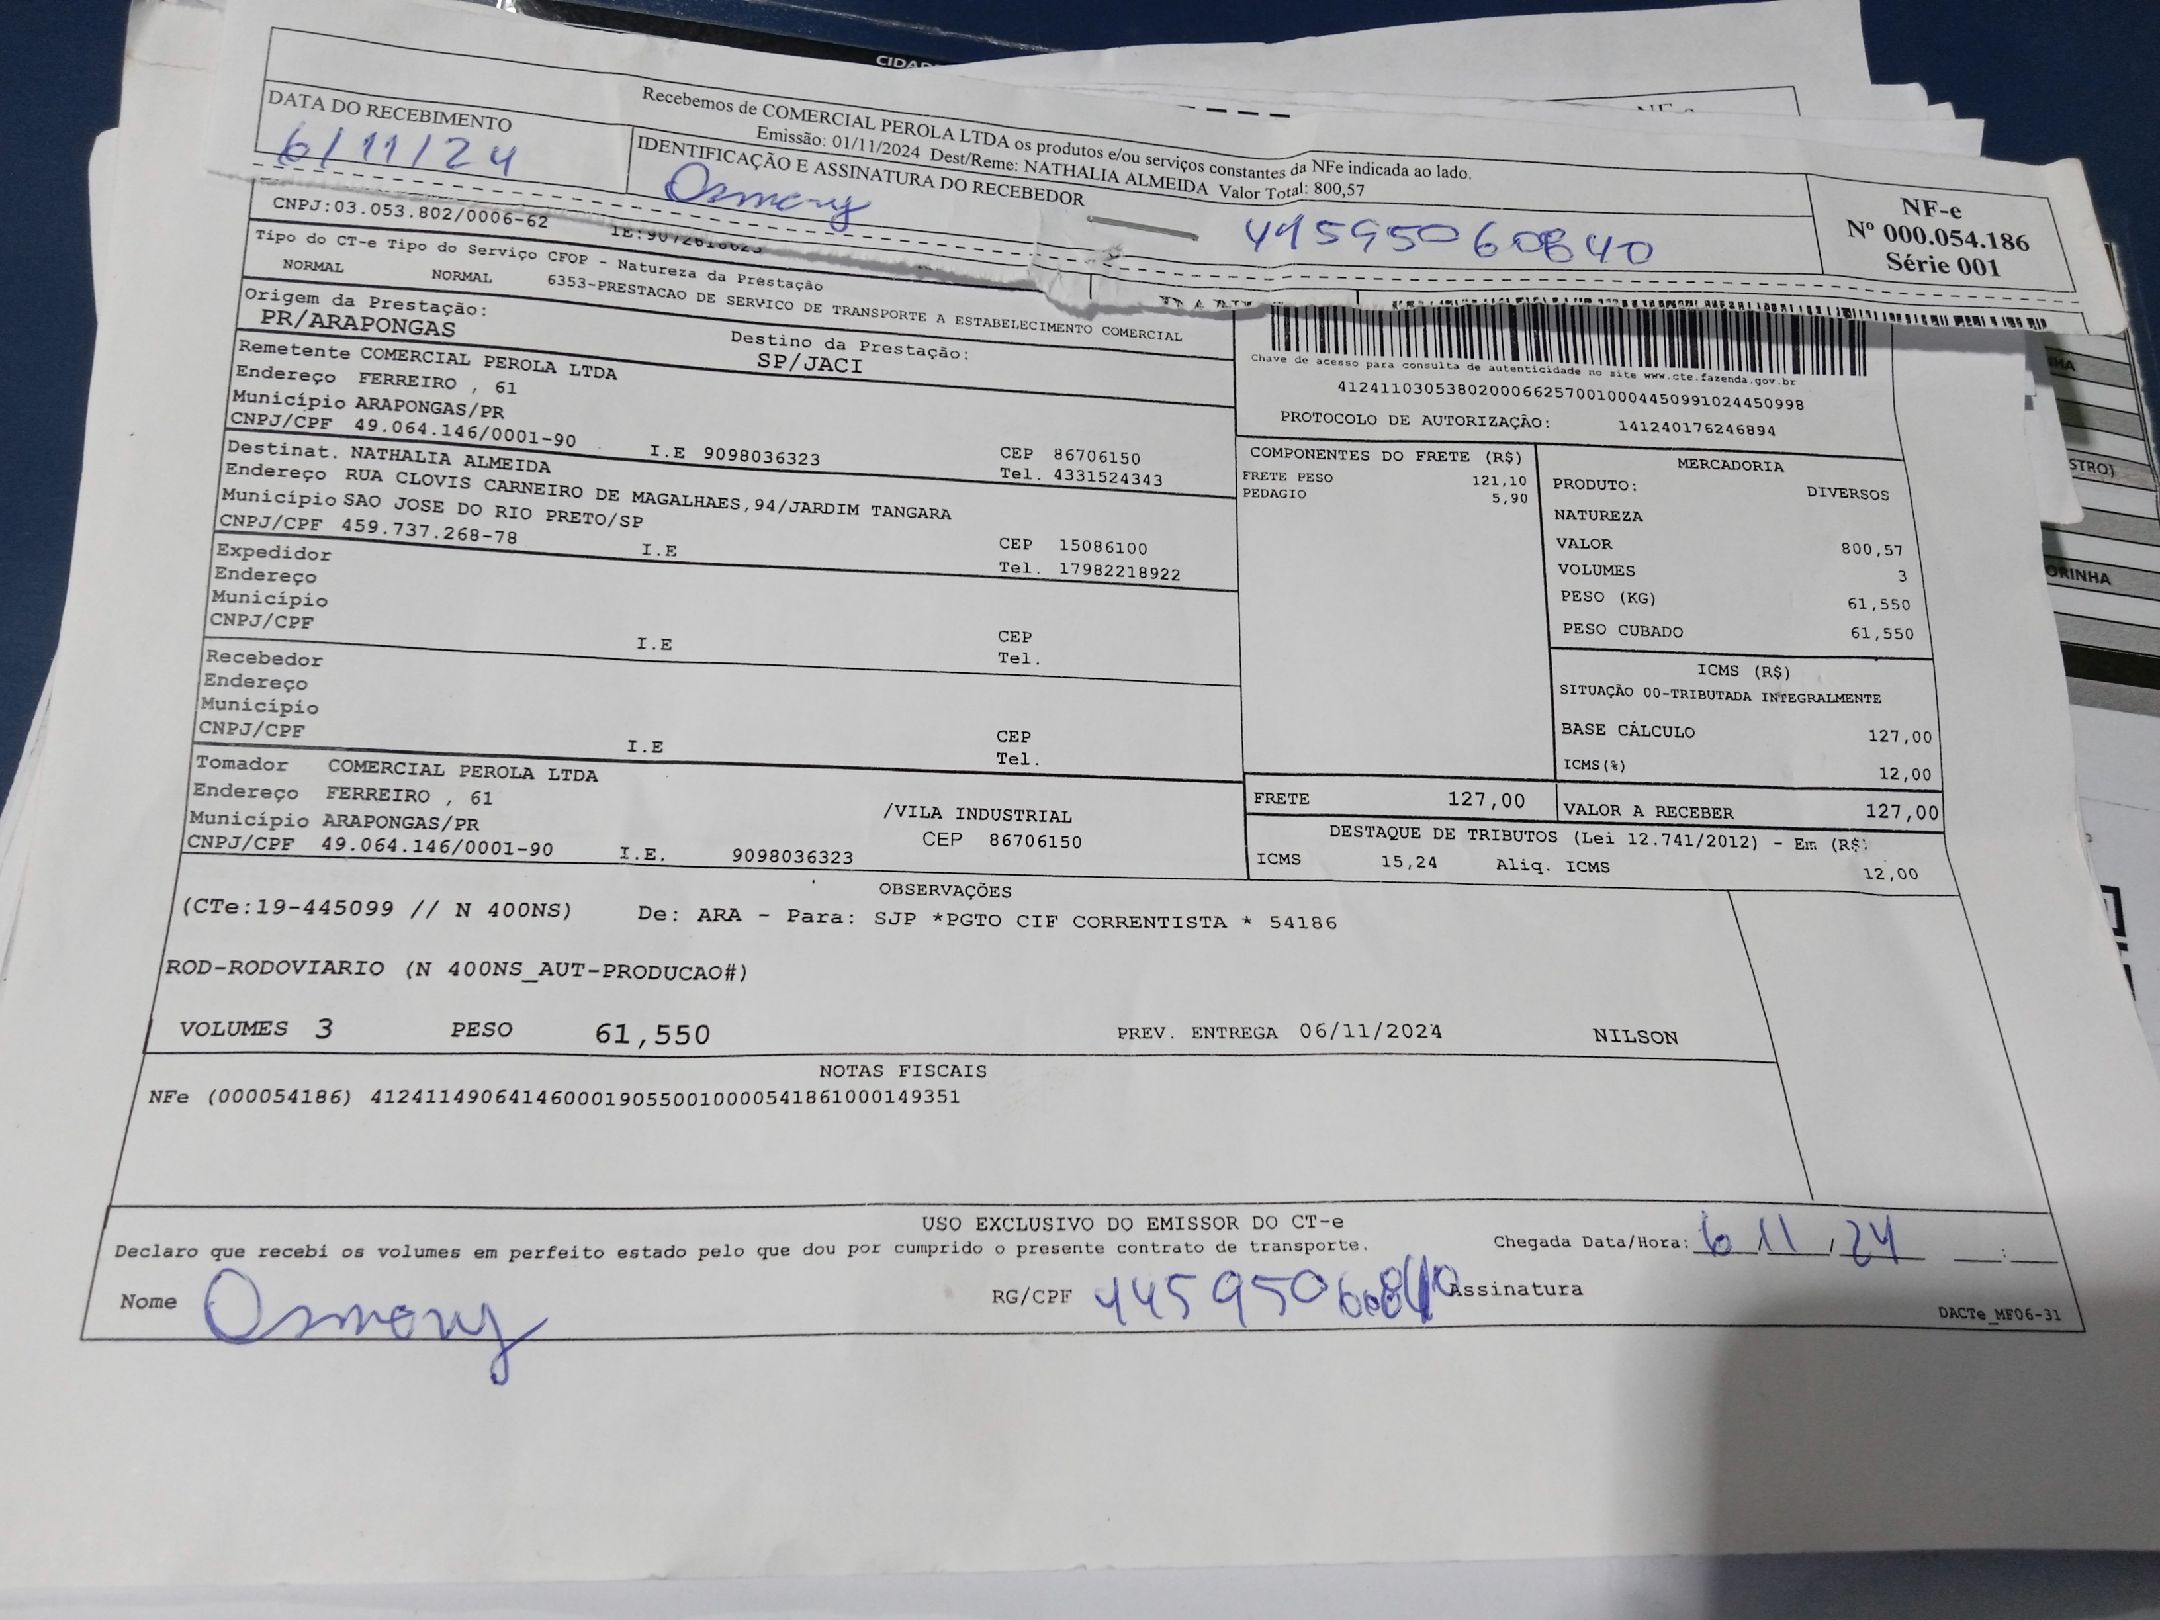 CIDAD
Recebemos de COMERCIAL PEROLA LTDA os produtos e/ou serviços constantes da NFe indicada ao lado.
Emissão: 01/11/2024 Dest/Reme: NATHALIA ALMEIDA Valor Total: 800,57
DATA DO RECEBIMENTO
6/11/24
IDENTIFICAÇÃO E ASSINATURA DO RECEBEDOR
Osmeny
NF-e
Nº 000.054.186
Série 001
CNPJ:03.053.802/0006-62
Tipo do CT-e Tipo do Serviço CFOP - Natureza da Prestação
NORMAL NORMAL 6353-PRESTACAO DE SERVICO DE TRANSPORTE A ESTABELECIMENTO COMERCIAL
Origem da Prestação:
PR/ARAPONGAS
Destino da Prestação:
SP/JACI
Chave de acesso para consulta de autenticidade no site www.cte.fazenda.gov.br
41241103053802000662570010004450991024450998
PROTOCOLO DE AUTORIZAÇÃO: 141240176246894
Remetente COMERCIAL PEROLA LTDA
Endereço FERREIRO , 61
Município ARAPONGAS/PR
CNPJ/CPF 49.064.146/0001-90 I.E 9098036323
CEP 86706150
Tel. 4331524343
Destinat. NATHALIA ALMEIDA
Endereço RUA CLOVIS CARNEIRO DE MAGALHAES,94/JARDIM TANGARA
Município SAO JOSE DO RIO PRETO/SP
CNPJ/CPF 459.737.268-78 I.E
CEP 15086100
Tel. 17982218922
Expedidor
Endereço
Município
CNPJ/CPF I.E
CEP
Tel.
Recebedor
Endereço
Município
CNPJ/CPF I.E
CEP
Tel.
Tomador COMERCIAL PEROLA LTDA
Endereço FERREIRO , 61 /VILA INDUSTRIAL
Município ARAPONGAS/PR CEP 86706150
CNPJ/CPF 49.064.146/0001-90 I.E. 9098036323
COMPONENTES DO FRETE (R$)
FRETE PESO 121,10
PEDAGIO 5,90
MERCADORIA
PRODUTO: DIVERSOS
NATUREZA
VALOR 800,57
VOLUMES 3
PESO (KG) 61,550
PESO CUBADO 61,550
ICMS (R$)
SITUAÇÃO 00-TRIBUTADA INTEGRALMENTE
BASE CÁLCULO 127,00
ICMS(%) 12,00
FRETE 127,00
VALOR A RECEBER 127,00
DESTAQUE DE TRIBUTOS (Lei 12.741/2012) - Em (R$)
ICMS 15,24 Aliq. ICMS 12,00
OBSERVAÇÕES
(CTe:19-445099 // N 400NS) De: ARA - Para: SJP *PGTO CIF CORRENTISTA * 54186
ROD-RODOVIARIO (N 400NS_AUT-PRODUCAO#)
VOLUMES 3 PESO 61,550 PREV. ENTREGA 06/11/2024 NILSON
NOTAS FISCAIS
NFe (000054186) 41241149064146000190550010000541861000149351
USO EXCLUSIVO DO EMISSOR DO CT-e
Declaro que recebi os volumes em perfeito estado pelo que dou por cumprido o presente contrato de transporte.
Chegada Data/Hora: 6/11/24 :
Nome Osmeny RG/CPF Assinatura
DACTe_MF06-31
STRO)
ORINHA